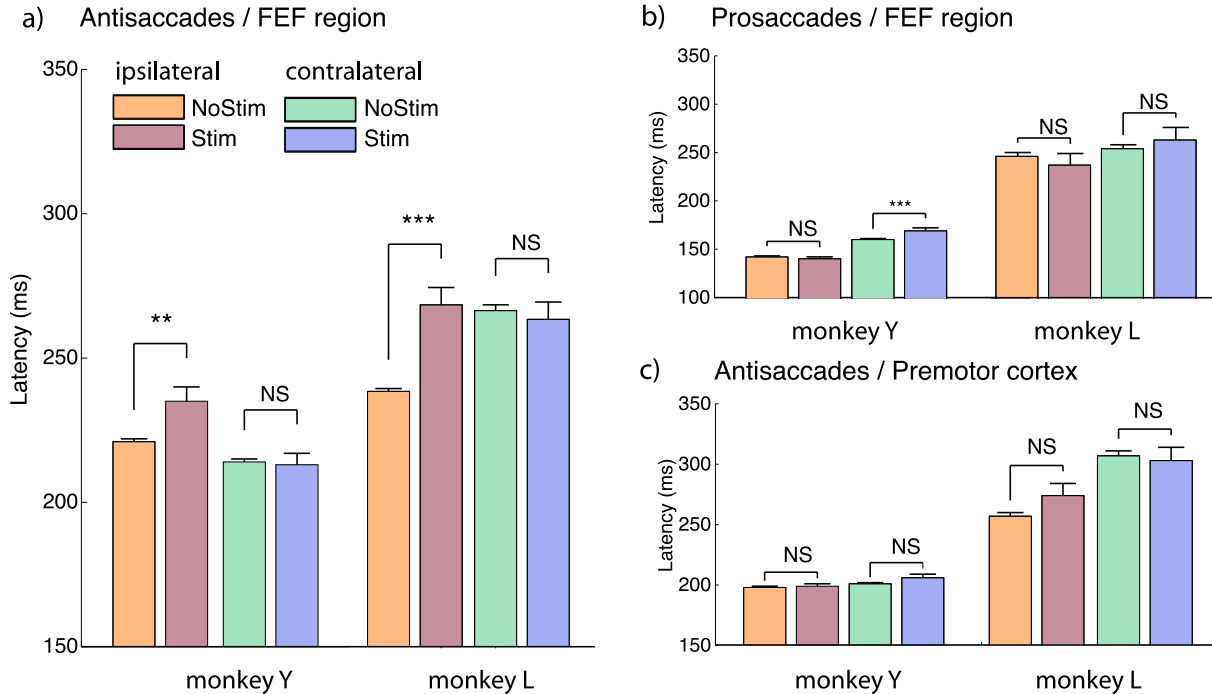 a) Antisaccades / FEF region
350
300
250
200
150
Latency (ms)
ipsilateral contralateral
NoStim NoStim
Stim Stim
**
NS
***
NS
monkey Y monkey L
b) Prosaccades / FEF region
350
300
250
200
150
100
Latency (ms)
NS
***
NS
NS
monkey Y monkey L
c) Antisaccades / Premotor cortex
350
300
250
200
150
Latency (ms)
NS
NS
NS
NS
monkey Y monkey L